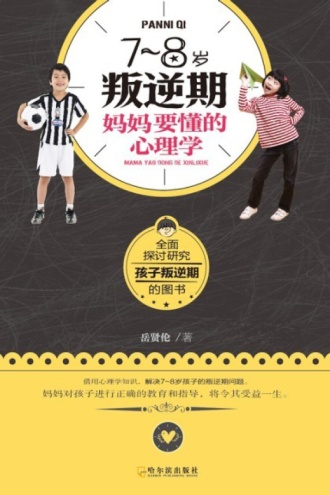 PANNI QI
7~8岁
叛逆期
妈妈要懂的
心理学
MAMA YAO DONG DE XINLIXUE
全面
探讨研究
孩子叛逆期
的图书
岳贤伦/著
借用心理学知识，解决7~8岁孩子的叛逆期问题。
妈妈对孩子进行正确的教育和指导，将令其受益一生。
哈尔滨出版社